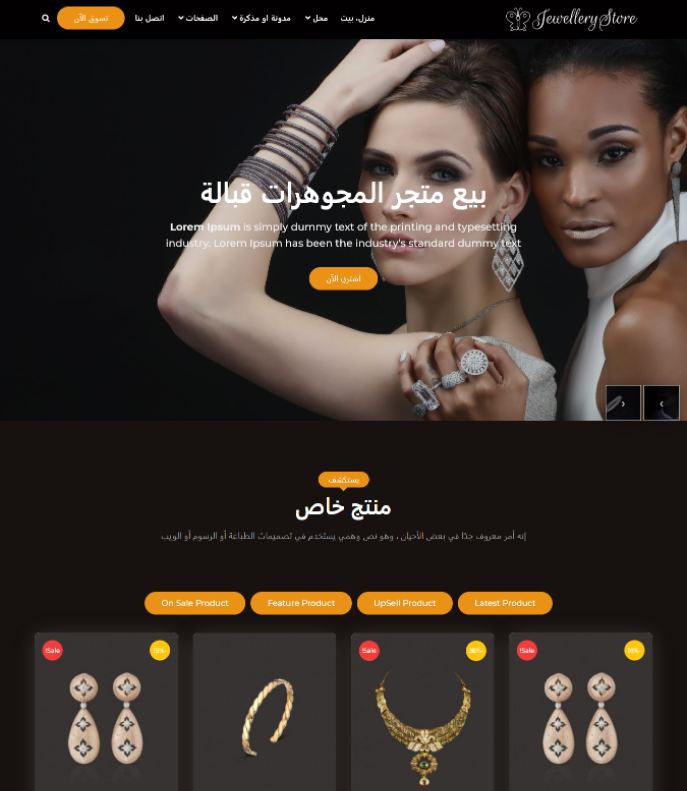 Jewellery Store
منزل، بيت
محل
مدونة او مذكرة
الصفحات
اتصل بنا
تسوق الآن
بيع متجر المجوهرات قبالة
Lorem Ipsum is simply dummy text of the printing and typesetting
industry. Lorem Ipsum has been the industry's standard dummy text
اشتري الآن
يستكشف
منتج خاص
إنه أمر معروف جدًا في بعض الأحيان ، وهو نص وهمي يستخدم في تصميمات الطباعة أو الرسوم أو الويب
On Sale Product
Feature Product
UpSell Product
Latest Product
!Sale
!Sale
!Sale